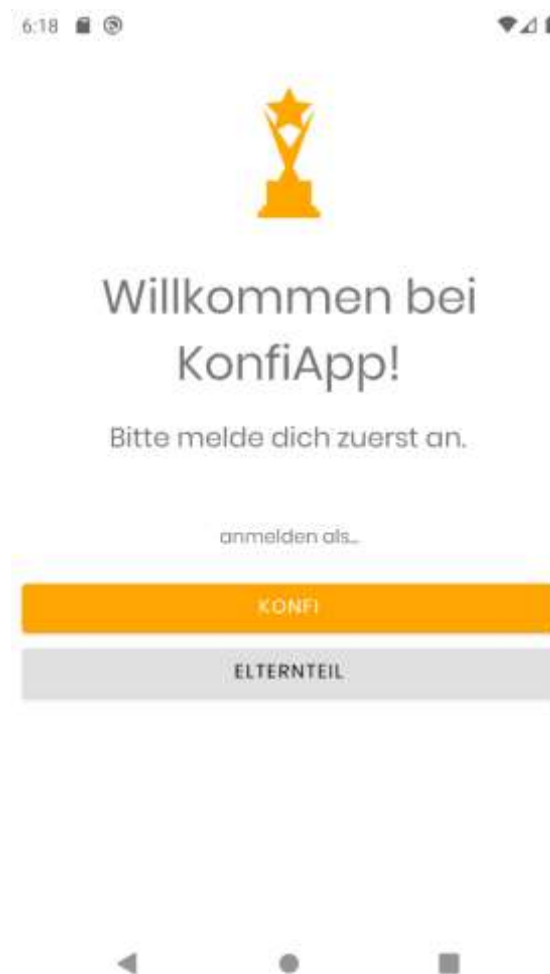 6:18
Willkommen bei
KonfiApp!
Bitte melde dich zuerst an.
anmelden als...
KONFI
ELTERNTEIL